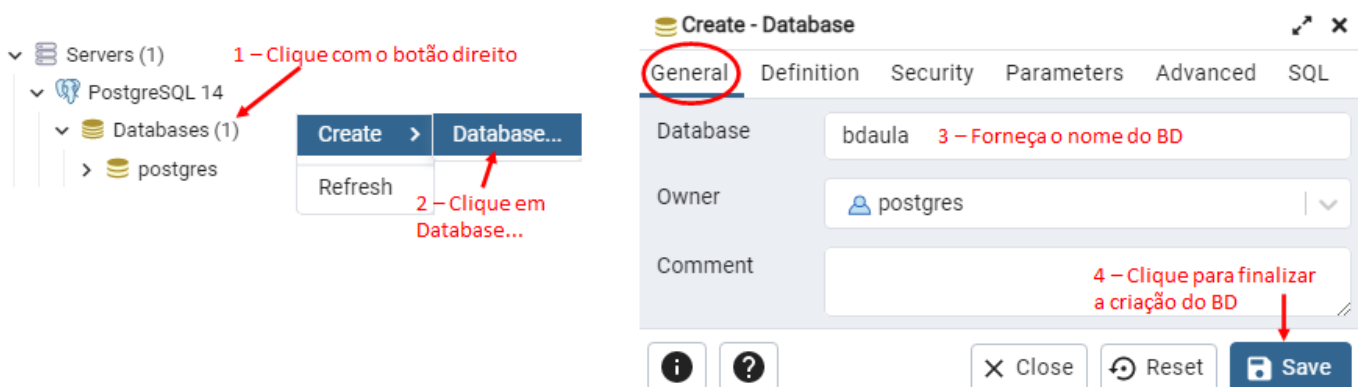 Servers (1)
1 – Clique com o botão direito
PostgreSQL 14
Databases (1)
postgres
Create
Database...
Refresh
2 – Clique em
Database...
Create - Database
General
Definition
Security
Parameters
Advanced
SQL
Database
bdaula
3 – Forneça o nome do BD
Owner
postgres
Comment
4 – Clique para finalizar
a criação do BD
Close
Reset
Save